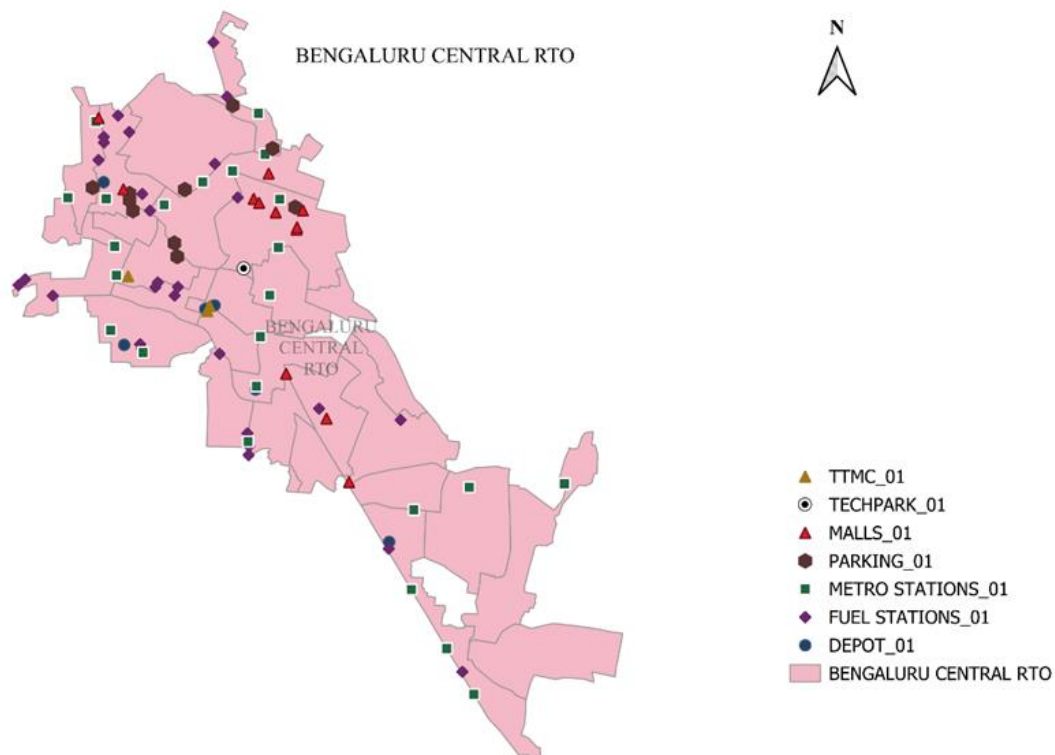 BENGALURU CENTRAL RTO
N
BENGALURU
CENTRAL
RTO
TTMC_01
TECHPARK_01
MALLS_01
PARKING_01
METRO STATIONS_01
FUEL STATIONS_01
DEPOT_01
BENGALURU CENTRAL RTO